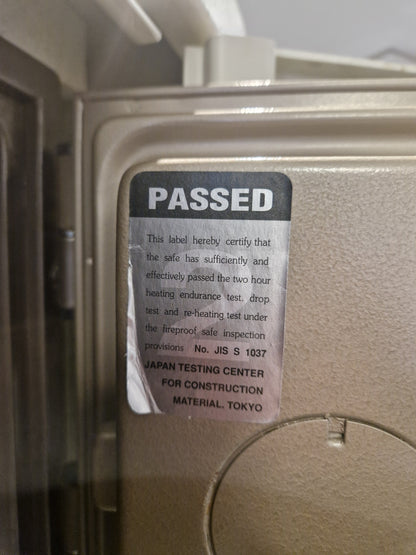 PASSED
This label hereby certify that
the safe has sufficiently and
effectively passed the two hour
heating endurance test, drop
test and re-heating test under
the fireproof safe inspection
provisions No. JIS S 1037
JAPAN TESTING CENTER
FOR CONSTRUCTION
MATERIAL. TOKYO